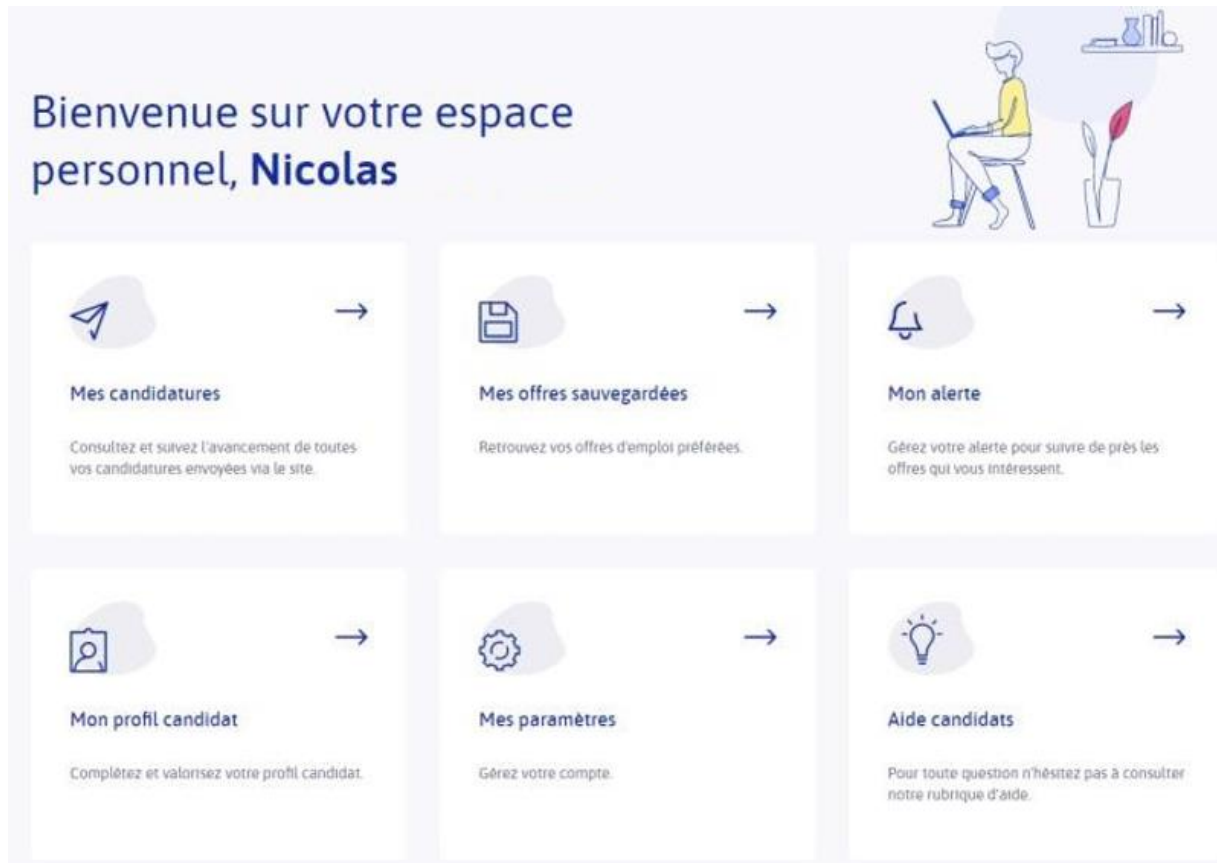 Bienvenue sur votre espace
personnel, Nicolas
Mes candidatures
Consultez et suivez l'avancement de toutes
vos candidatures envoyées via le site.
Mes offres sauvegardées
Retrouvez vos offres d'emploi préférées.
Mon alerte
Gérez votre alerte pour suivre de près les
offres qui vous intéressent.
Mon profil candidat
Complétez et valorisez votre profil candidat.
Mes paramètres
Gérez votre compte.
Aide candidats
Pour toute question n'hésitez pas à consulter
notre rubrique d'aide.